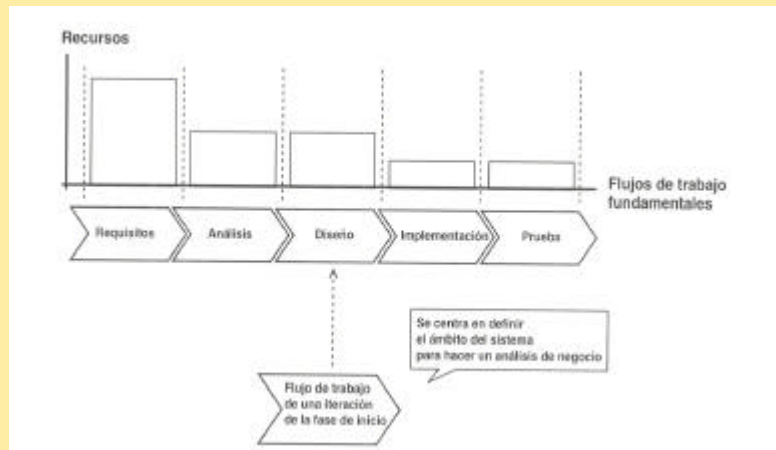 Recursos
Flujos de trabajo
fundamentales
Requisitos
Análisis
Diseño
Implementación
Prueba
Se centra en definir
el ámbito del sistema
para hacer un análisis de negocio
Flujo de trabajo
de una iteración
de la fase de inicio